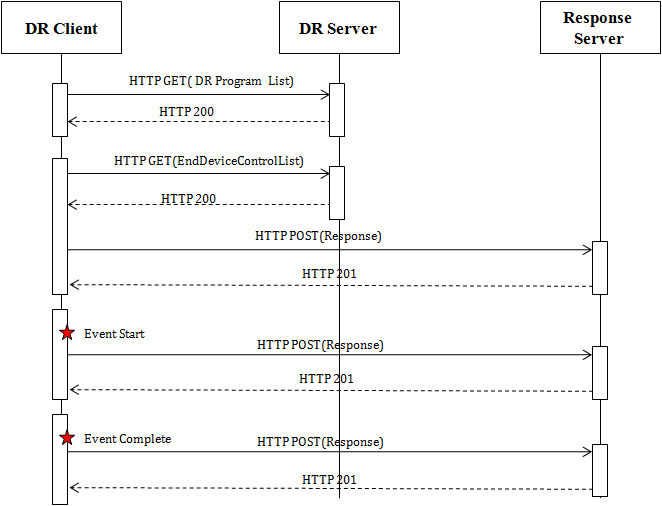 DR Client
DR Server
Response
Server
HTTP GET( DR Program List)
HTTP 200
HTTP GET(EndDeviceControlList)
HTTP 200
HTTP POST(Response)
HTTP 201
Event Start
HTTP POST(Response)
HTTP 201
Event Complete
HTTP POST(Response)
HTTP 201